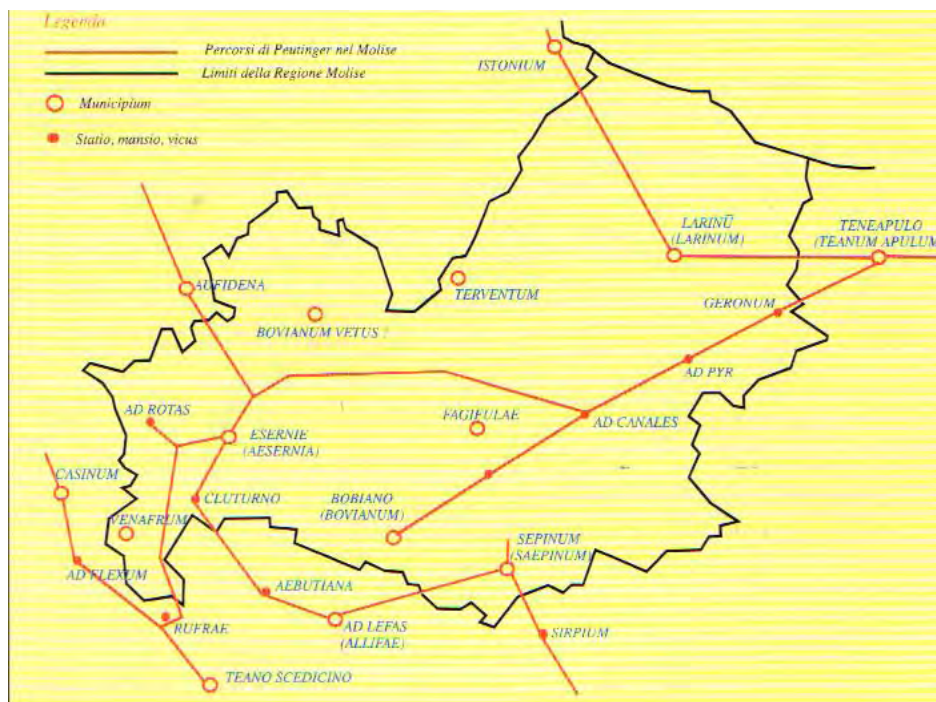 Legenda
Percorsi di Peutinger nel Molise
Limiti della Regione Molise
Municipium
Statio, mansio, vicus
ISTONIUM
LARINŪ
(LARINUM)
TENEAPULO
(TEANUM APULUM)
AUFIDENA
TERVENTUM
GERONUM
BOVIANUM VETUS ?
AD PYR
AD ROTAS
FAGIFULAE
AD CANALES
ESERNIE
(AESERNIA)
CASINUM
CLUTURNO
BOBIANO
(BOVIANUM)
VENAFRUM
SEPINUM
(SAEPINUM)
AD FLEXUM
AEBUTIANA
RUFRAE
AD LEFAS
(ALLIFAE)
SIRPIUM
TEANO SCEDICINO